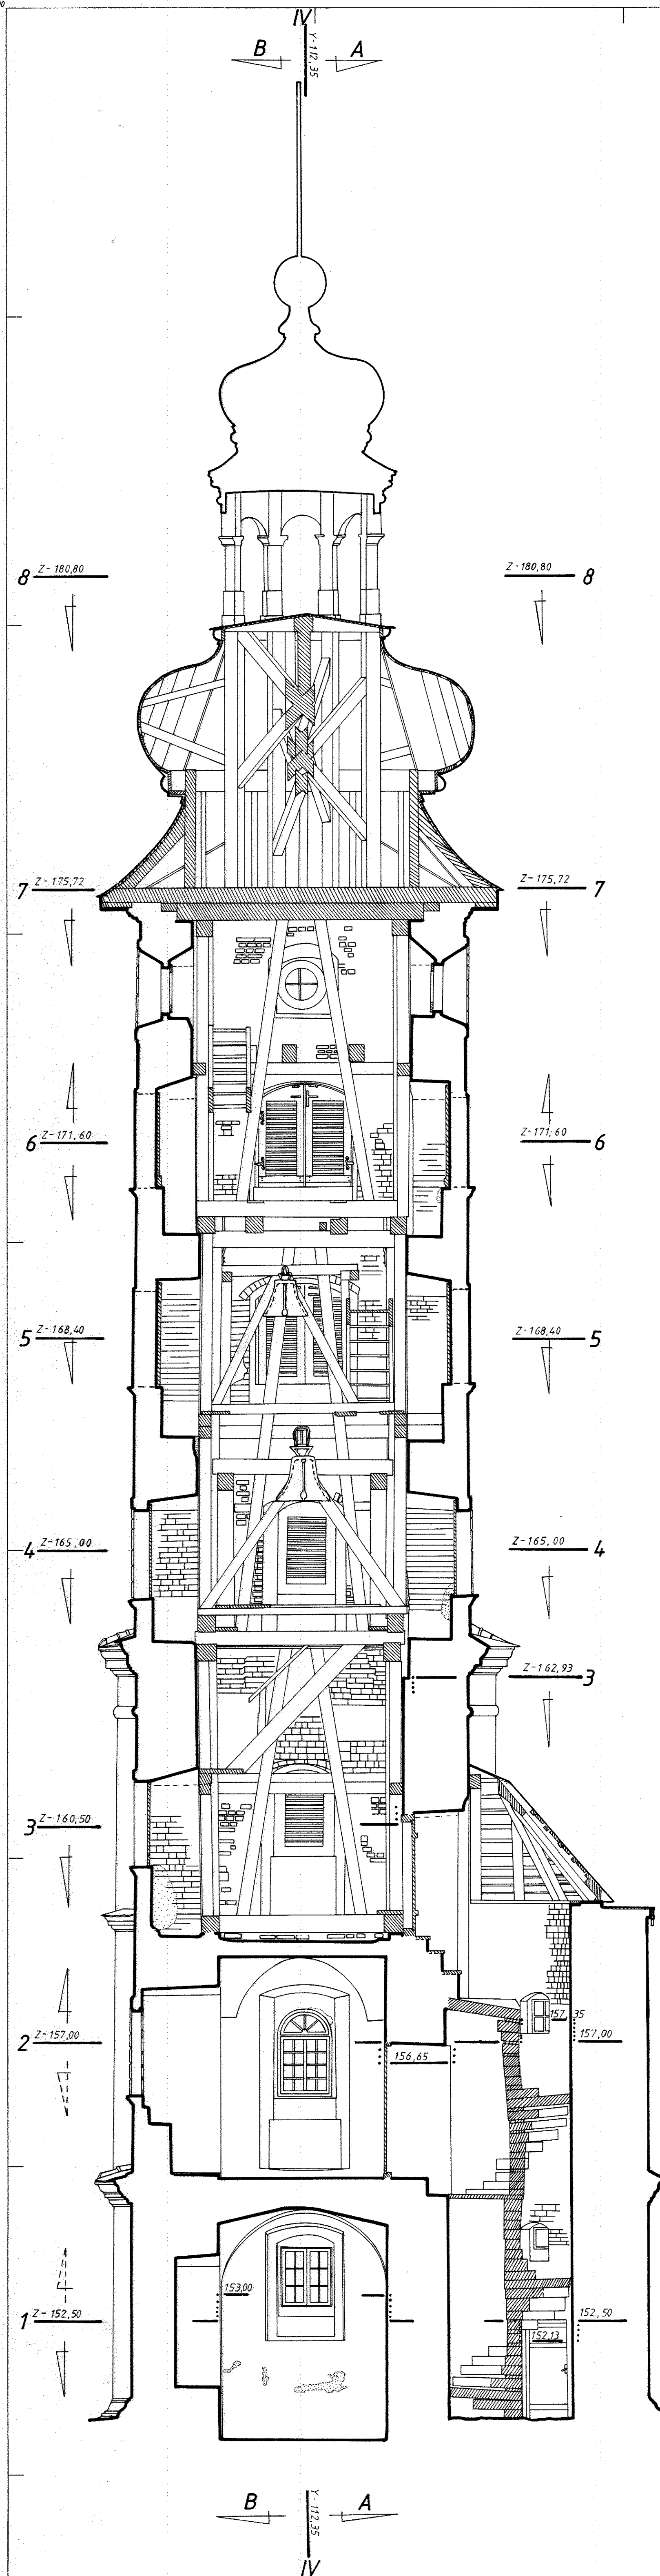 IV
B A
Y-112,35
Z-180,80 Z-180,80
8 8
Z-175,72 Z-175,72
7 7
Z-171,60 Z-171,60
6 6
Z-168,40 Z-168,40
5 5
Z-165,00 Z-165,00
4 4
Z-162,93
3
Z-160,50
3
157,35
Z-157,00 157,00
2
156,65
153,00
Z-152,50 152,50
1
152,13
B A
Y-112,35
IV